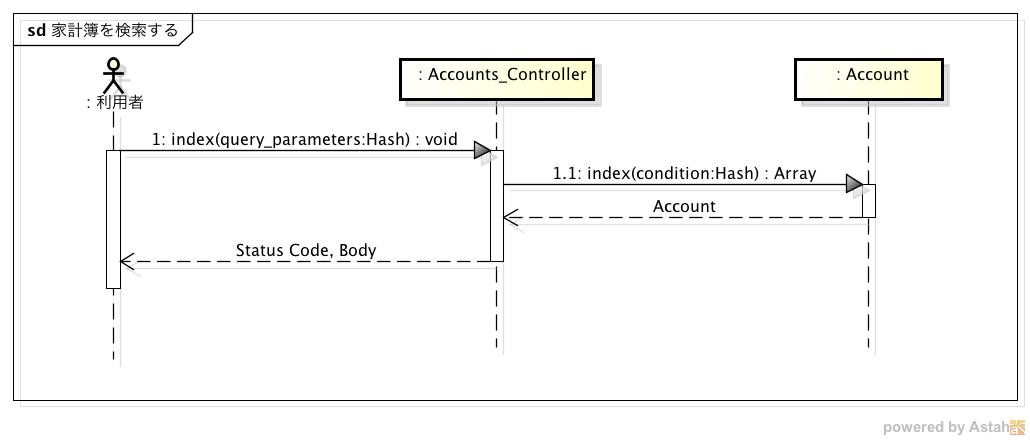 sd 家計簿を検索する
: 利用者
: Accounts_Controller
: Account
1: index(query_parameters:Hash) : void
1.1: index(condition:Hash) : Array
Account
Status Code, Body
powered by Astah